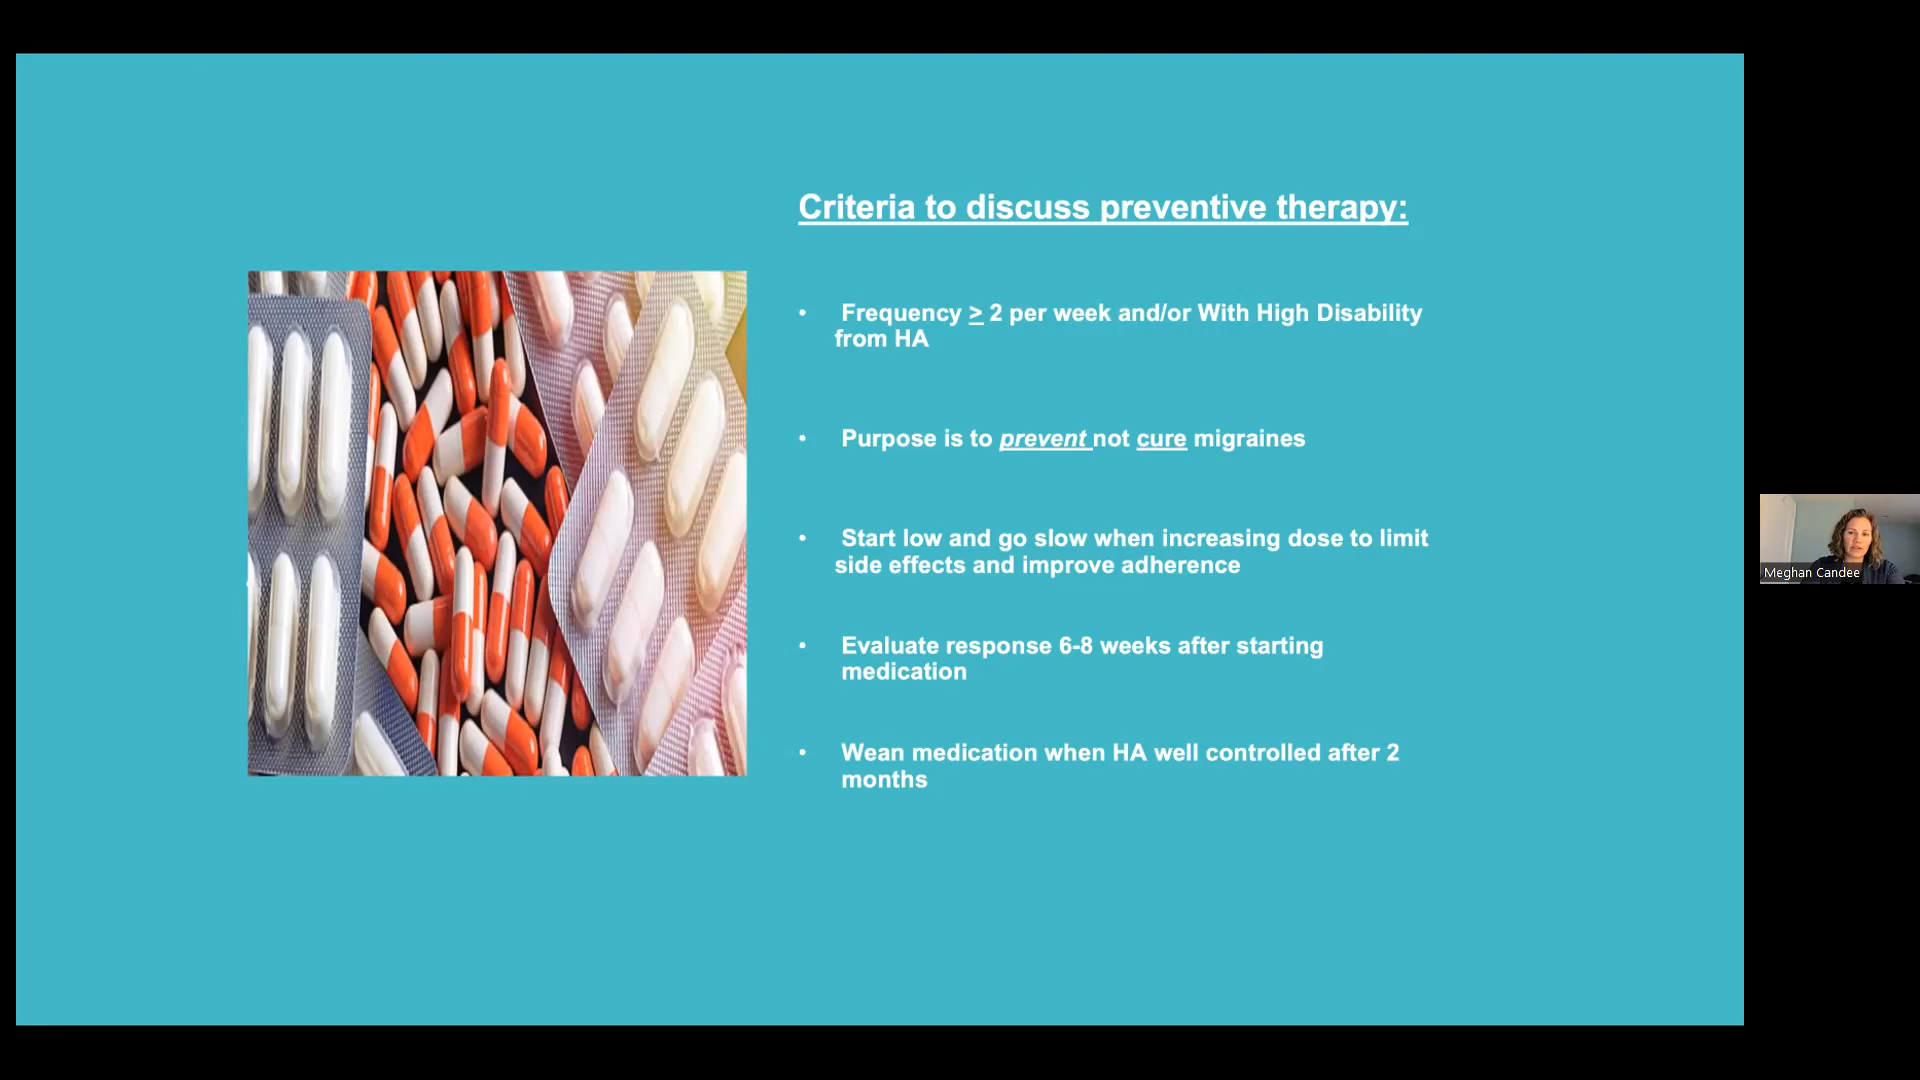 Criteria to discuss preventive therapy:
• Frequency ≥ 2 per week and/or With High Disability
from HA
• Purpose is to prevent not cure migraines
• Start low and go slow when increasing dose to limit
side effects and improve adherence
• Evaluate response 6-8 weeks after starting
medication
• Wean medication when HA well controlled after 2
months
Meghan Candee